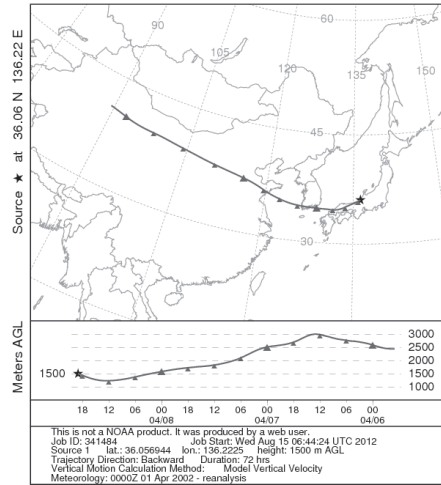 Source ★ at 36.06 N 136.22 E
90
105
120
135
150
60
45
30
Meters AGL
1500
3000
2500
2000
1500
1000
18 12 06 00 18 12 06 00 18 12 06 00
04/08 04/07 04/06
This is not a NOAA product. It was produced by a web user.
Job ID: 341484 Job Start: Wed Aug 15 06:44:24 UTC 2012
Source 1 lat.: 36.056944 lon.: 136.2225 height: 1500 m AGL
Trajectory Direction: Backward Duration: 72 hrs
Vertical Motion Calculation Method: Model Vertical Velocity
Meteorology: 0000Z 01 Apr 2002 - reanalysis